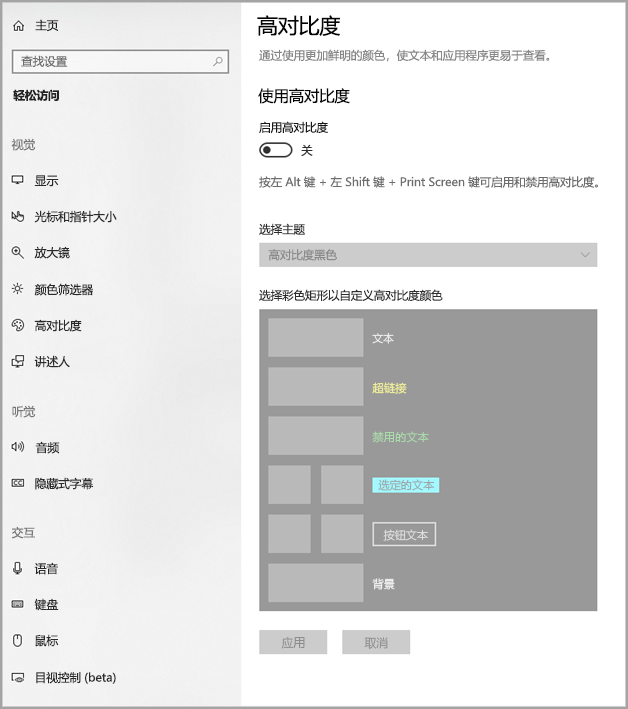 主页
查找设置
轻松访问
视觉
显示
光标和指针大小
放大镜
颜色筛选器
高对比度
讲述人
听觉
音频
隐藏式字幕
交互
语音
键盘
鼠标
目视控制 (beta)
高对比度
通过使用更加鲜明的颜色，使文本和应用程序更易于查看。
使用高对比度
启用高对比度
关
按左 Alt 键 + 左 Shift 键 + Print Screen 键可启用和禁用高对比度。
选择主题
高对比度黑色
选择彩色矩形以自定义高对比度颜色
文本
超链接
禁用的文本
选定的文本
按钮文本
背景
应用
取消